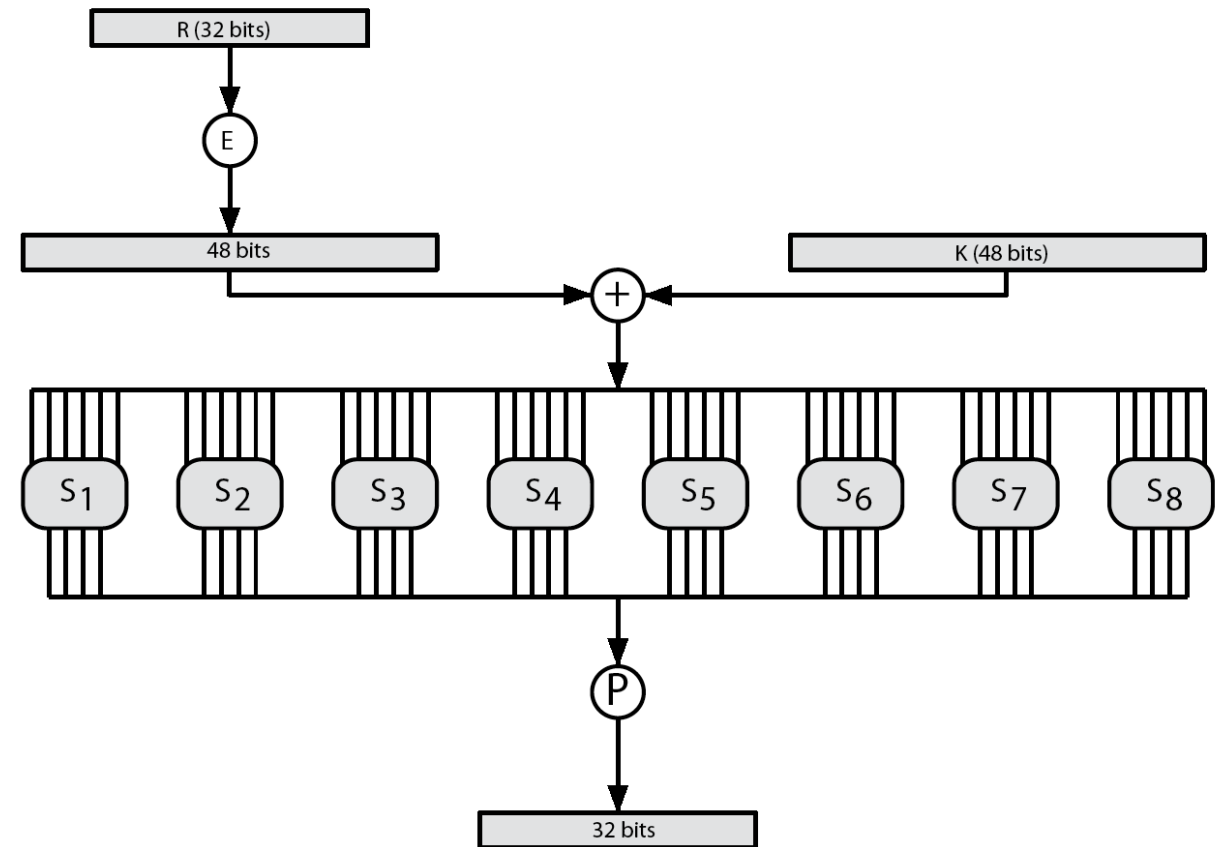 R (32 bits)
E
48 bits
K (48 bits)
+
S1 S2 S3 S4 S5 S6 S7 S8
P
32 bits